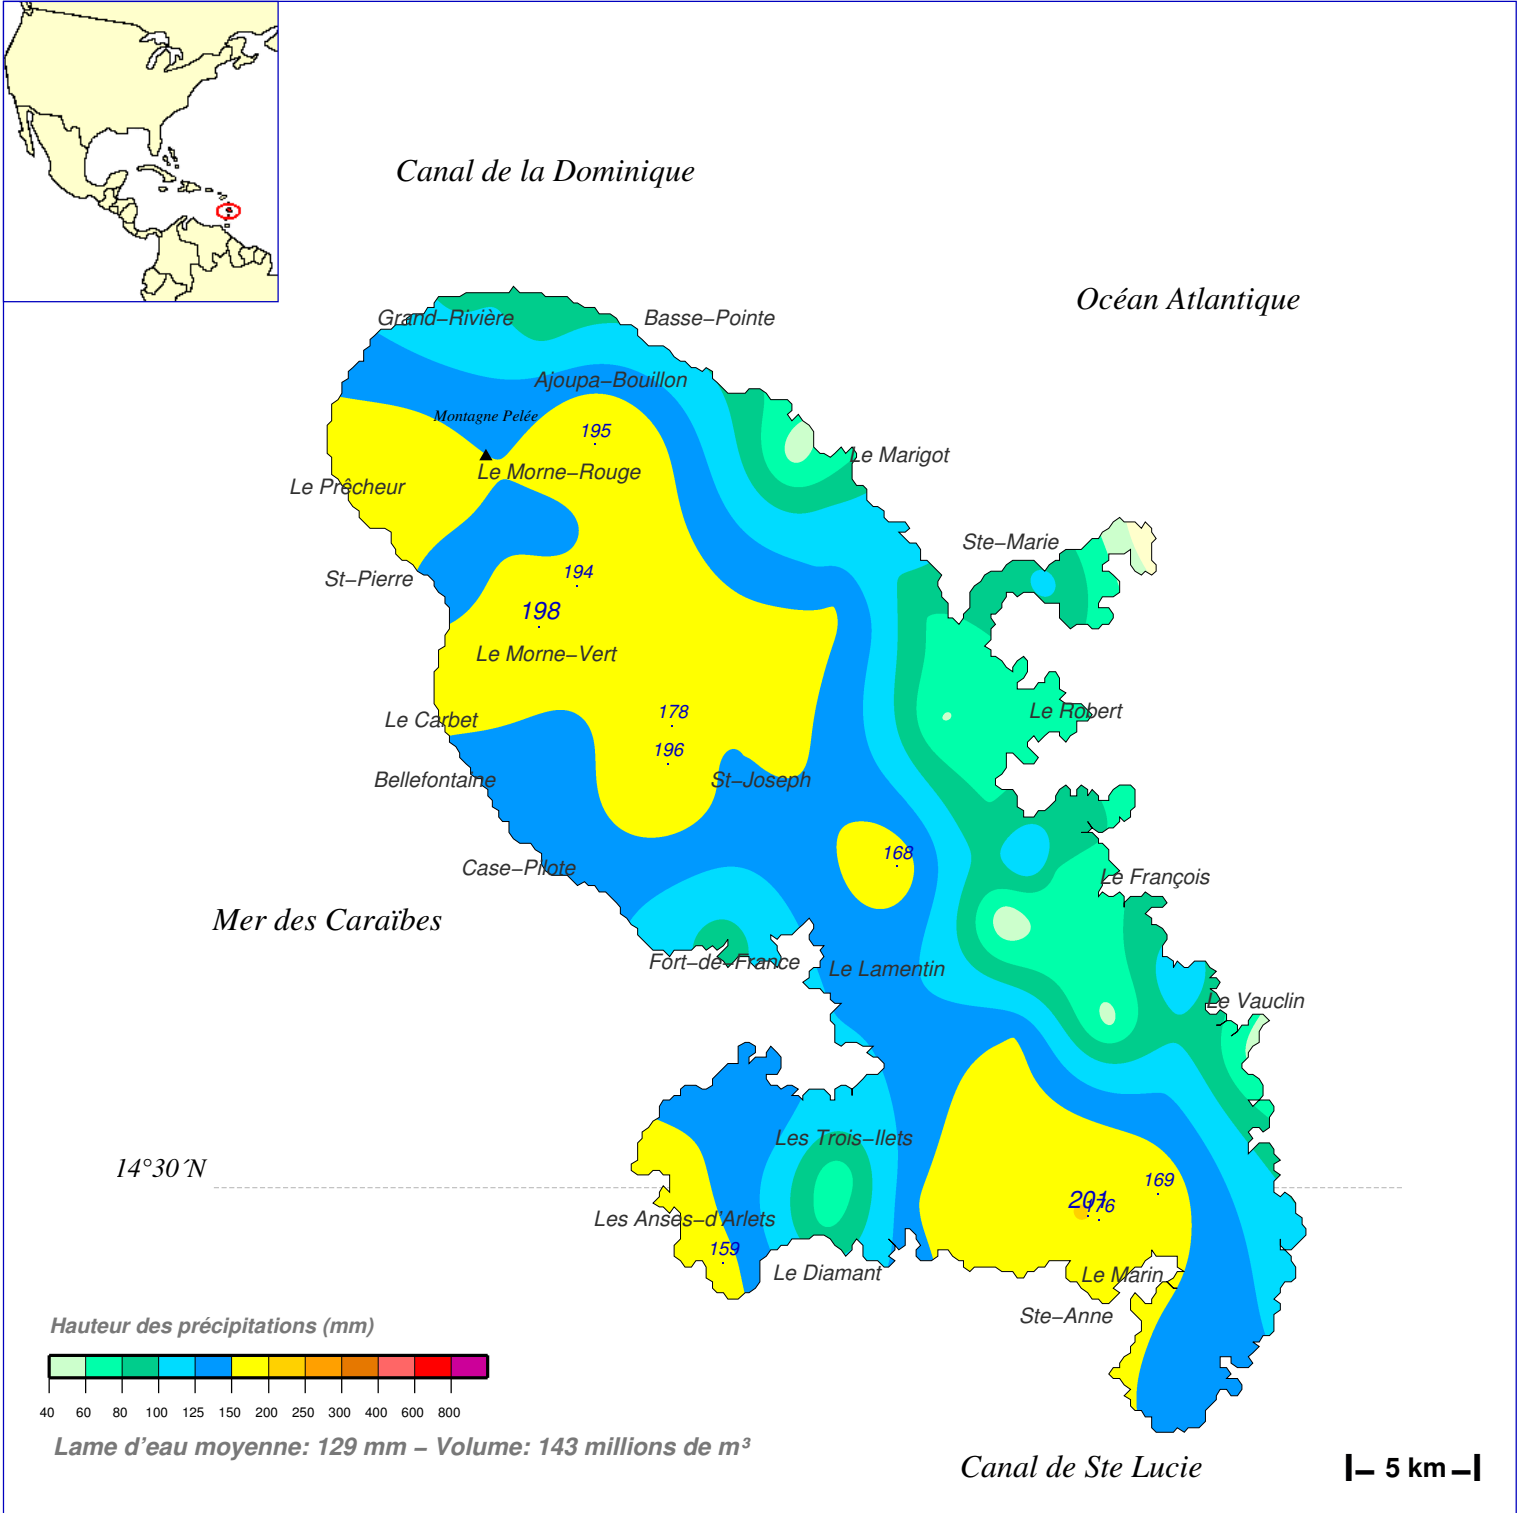 Canal de la Dominique
Océan Atlantique
Grand−Rivière
Basse−Pointe
Ajoupa−Bouillon
Montagne Pelée
195
Le Marigot
Le Morne−Rouge
Le Prêcheur
Ste−Marie
194
St−Pierre
198
Le Morne−Vert
178
Le Robert
Le Carbet
196
Bellefontaine
St−Joseph
168
Case−Pilote
Le François
Mer des Caraïbes
Fort−de−France
Le Lamentin
Le Vauclin
Les Trois−Ilets
14°30´N
169
201
176
Les Anses−d'Arlets
159
Le Diamant
Le Marin
Ste−Anne
Hauteur des précipitations (mm)
40 60 80 100 125 150 200 250 300 400 600 800
Lame d'eau moyenne: 129 mm − Volume: 143 millions de m³
Canal de Ste Lucie
5 km